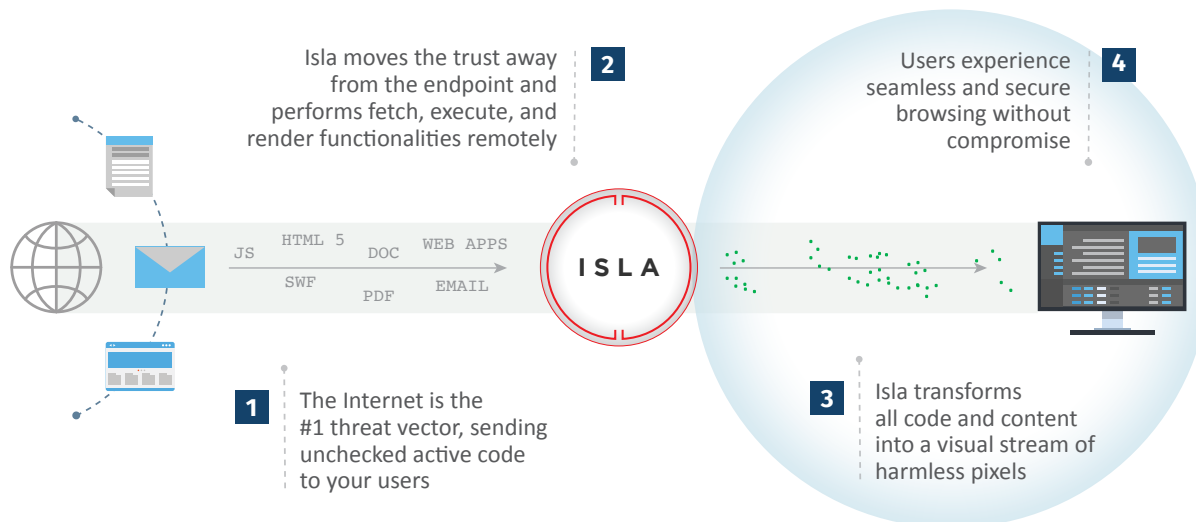 Isla moves the trust away
from the endpoint and
performs fetch, execute, and
render functionalities remotely
2
Users experience
seamless and secure
browsing without
compromise
4
JS
HTML 5
DOC
WEB APPS
SWF
PDF
EMAIL
ISLA
1
The Internet is the
#1 threat vector, sending
unchecked active code
to your users
3
Isla transforms
all code and content
into a visual stream of
harmless pixels